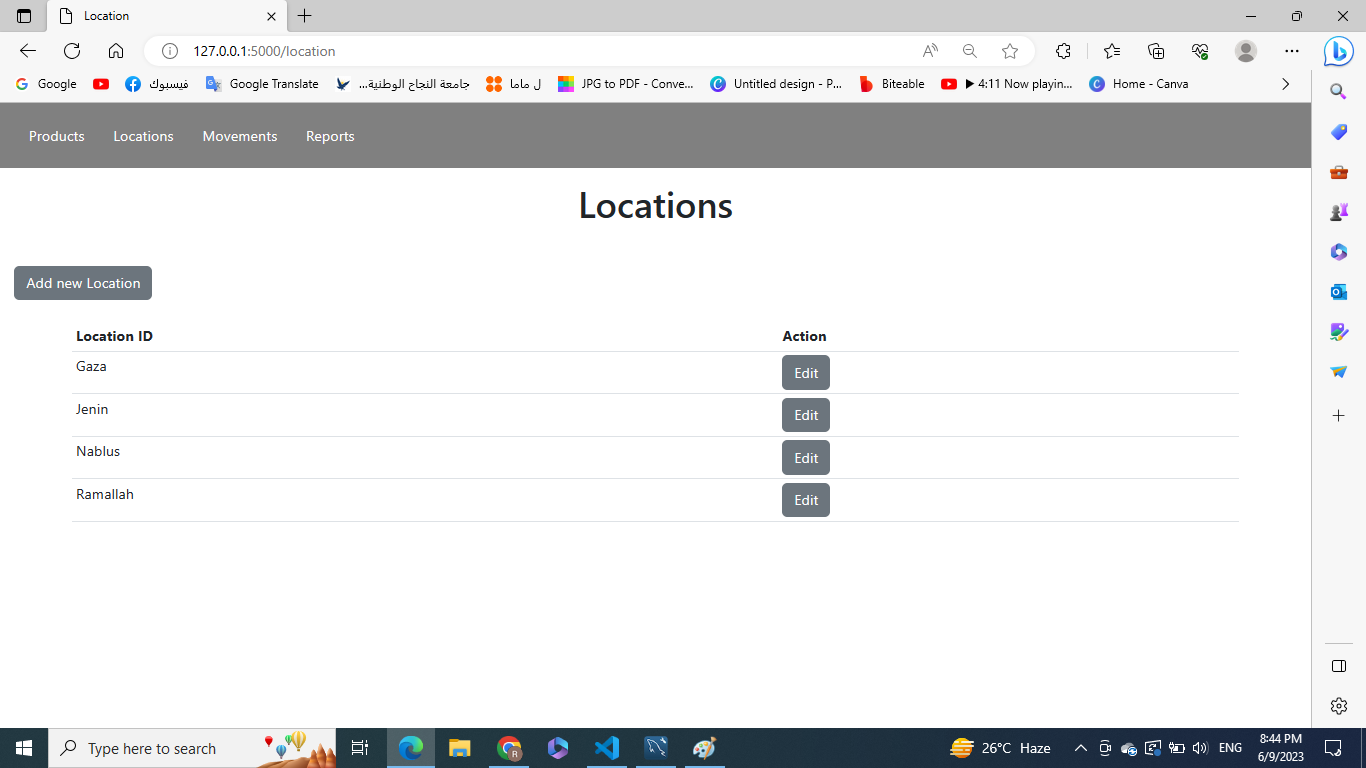 Location
127.0.0.1:5000/location
Google
فيسبوك
Google Translate
جامعة النجاح الوطنية...
ل ماما
JPG to PDF - Conve...
Untitled design - P...
Biteable
▶ 4:11 Now playin...
Home - Canva
Products Locations Movements Reports
Locations
Add new Location
Location ID Action
Gaza Edit
Jenin Edit
Nablus Edit
Ramallah Edit
Type here to search
26°C Haze
ENG
8:44 PM
6/9/2023